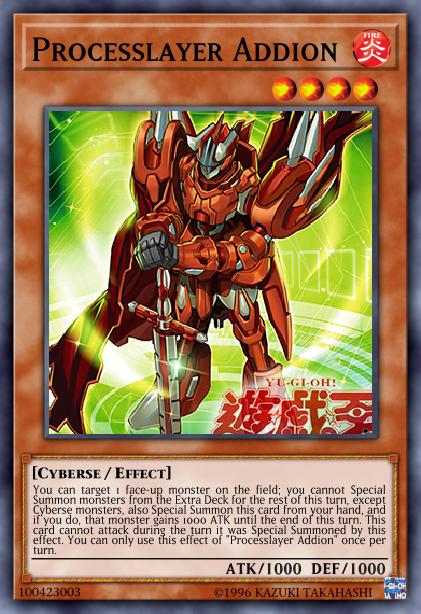 Processlayer Addion
FIRE
炎
YU-GI-OH!
遊戯王
[Cyberse / Effect]
You can target 1 face-up monster on the field; you cannot Special
Summon monsters from the Extra Deck for the rest of this turn, except
Cyberse monsters, also Special Summon this card from your hand, and
if you do, that monster gains 1000 ATK until the end of this turn. This
card cannot attack during the turn it was Special Summoned by this
effect. You can only use this effect of "Processlayer Addion" once per
turn.
ATK/1000 DEF/1000
100423003
©1996 KAZUKI TAKAHASHI